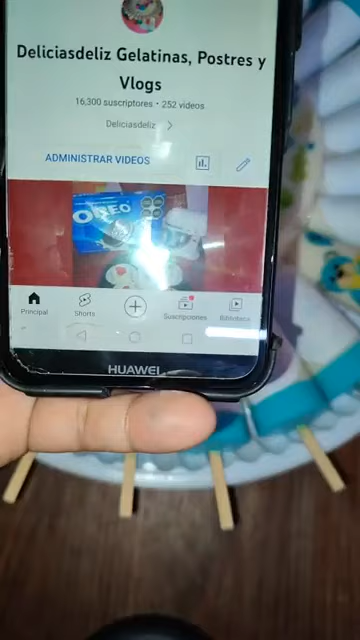 Deliciasdeliz Gelatinas, Postres y
Vlogs
16,300 suscriptores • 252 videos
Deliciasdeliz
ADMINISTRAR VIDEOS
OREO
Principal
Shorts
Suscripciones
Biblioteca
HUAWEI